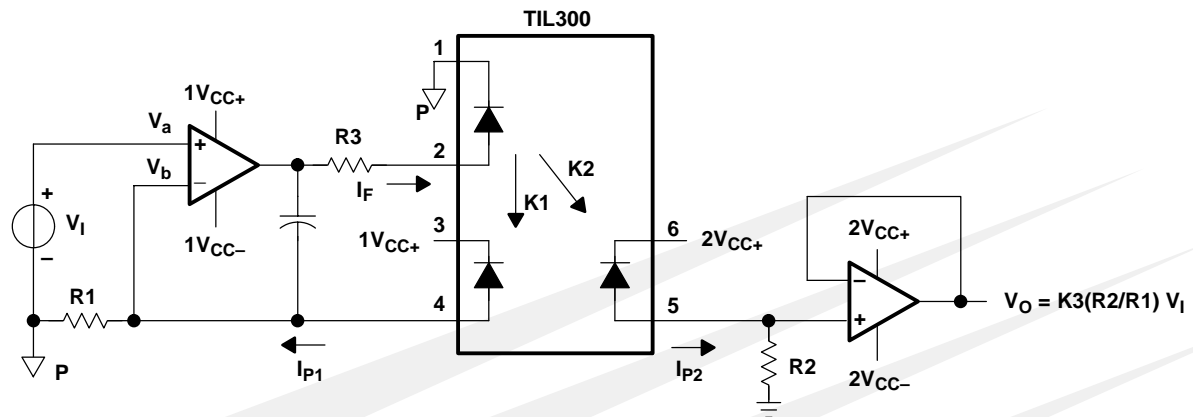 TIL300
1
P
1VCC+
Va
R3
2
K2
Vb
IF
K1
VI
1VCC–
3
1VCC+
6
2VCC+
2VCC+
R1
4
5
VO = K3(R2/R1) VI
P
IP1
IP2
R2
2VCC–
+
−
+
−
−
+